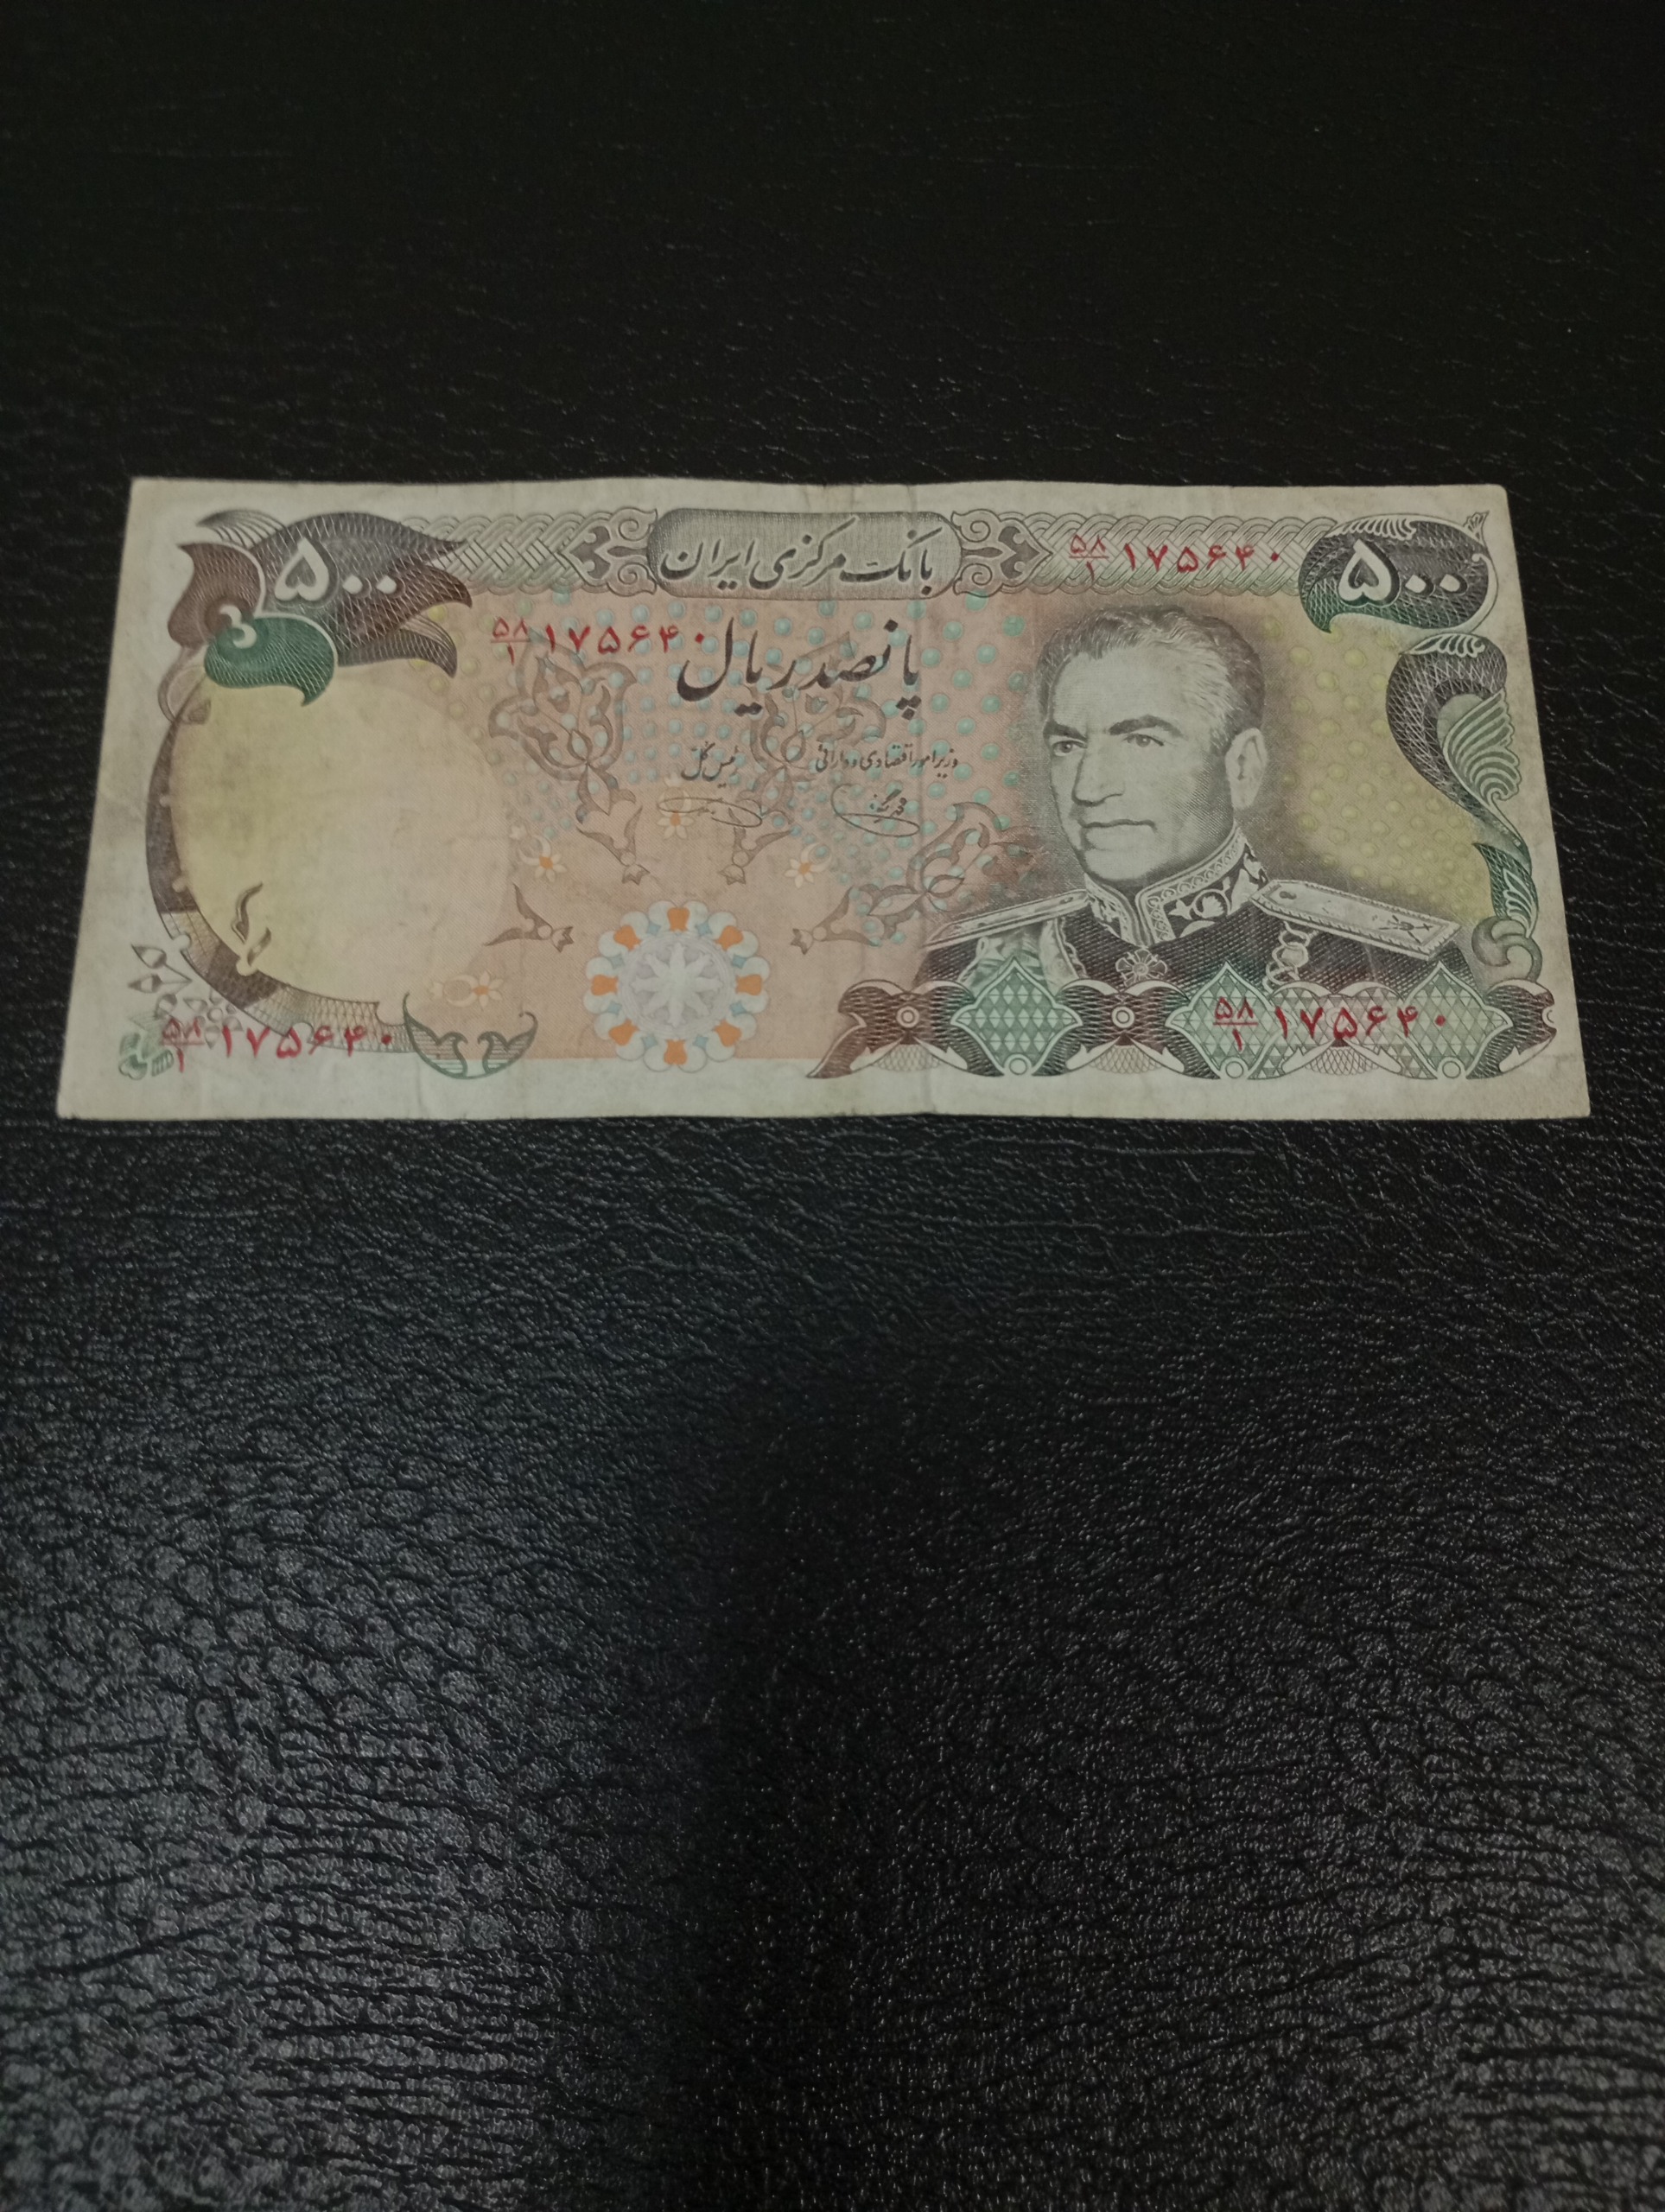 بانک مرکزی ایران
۵۰۰
۵۸/۱ ۱۷۵۶۴۰
۵۰۰
۵۸/۱ ۱۷۵۶۴۰
پانصد ریال
وزیر امور اقتصادی و دارائی
رئیس کل
۵۸/۱ ۱۷۵۶۴۰
۵۸/۱ ۱۷۵۶۴۰